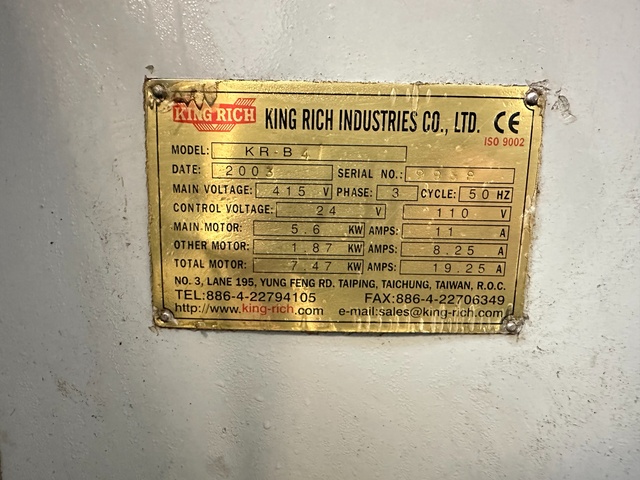 KING RICH KING RICH INDUSTRIES CO., LTD. CE
ISO 9002
MODEL: KR-B4
DATE: 2003 SERIAL NO.:
MAIN VOLTAGE: 415 V PHASE: 3 CYCLE: 50 HZ
CONTROL VOLTAGE: 24 V 110 V
MAIN MOTOR: 5.6 KW AMPS: 11 A
OTHER MOTOR: 1.87 KW AMPS: 8.25 A
TOTAL MOTOR: 7.47 KW AMPS: 19.25 A
NO. 3, LANE 195, YUNG FENG RD. TAIPING, TAICHUNG, TAIWAN, R.O.C.
TEL:886-4-22794105 FAX:886-4-22706349
http://www.king-rich.com e-mail:sales@king-rich.com